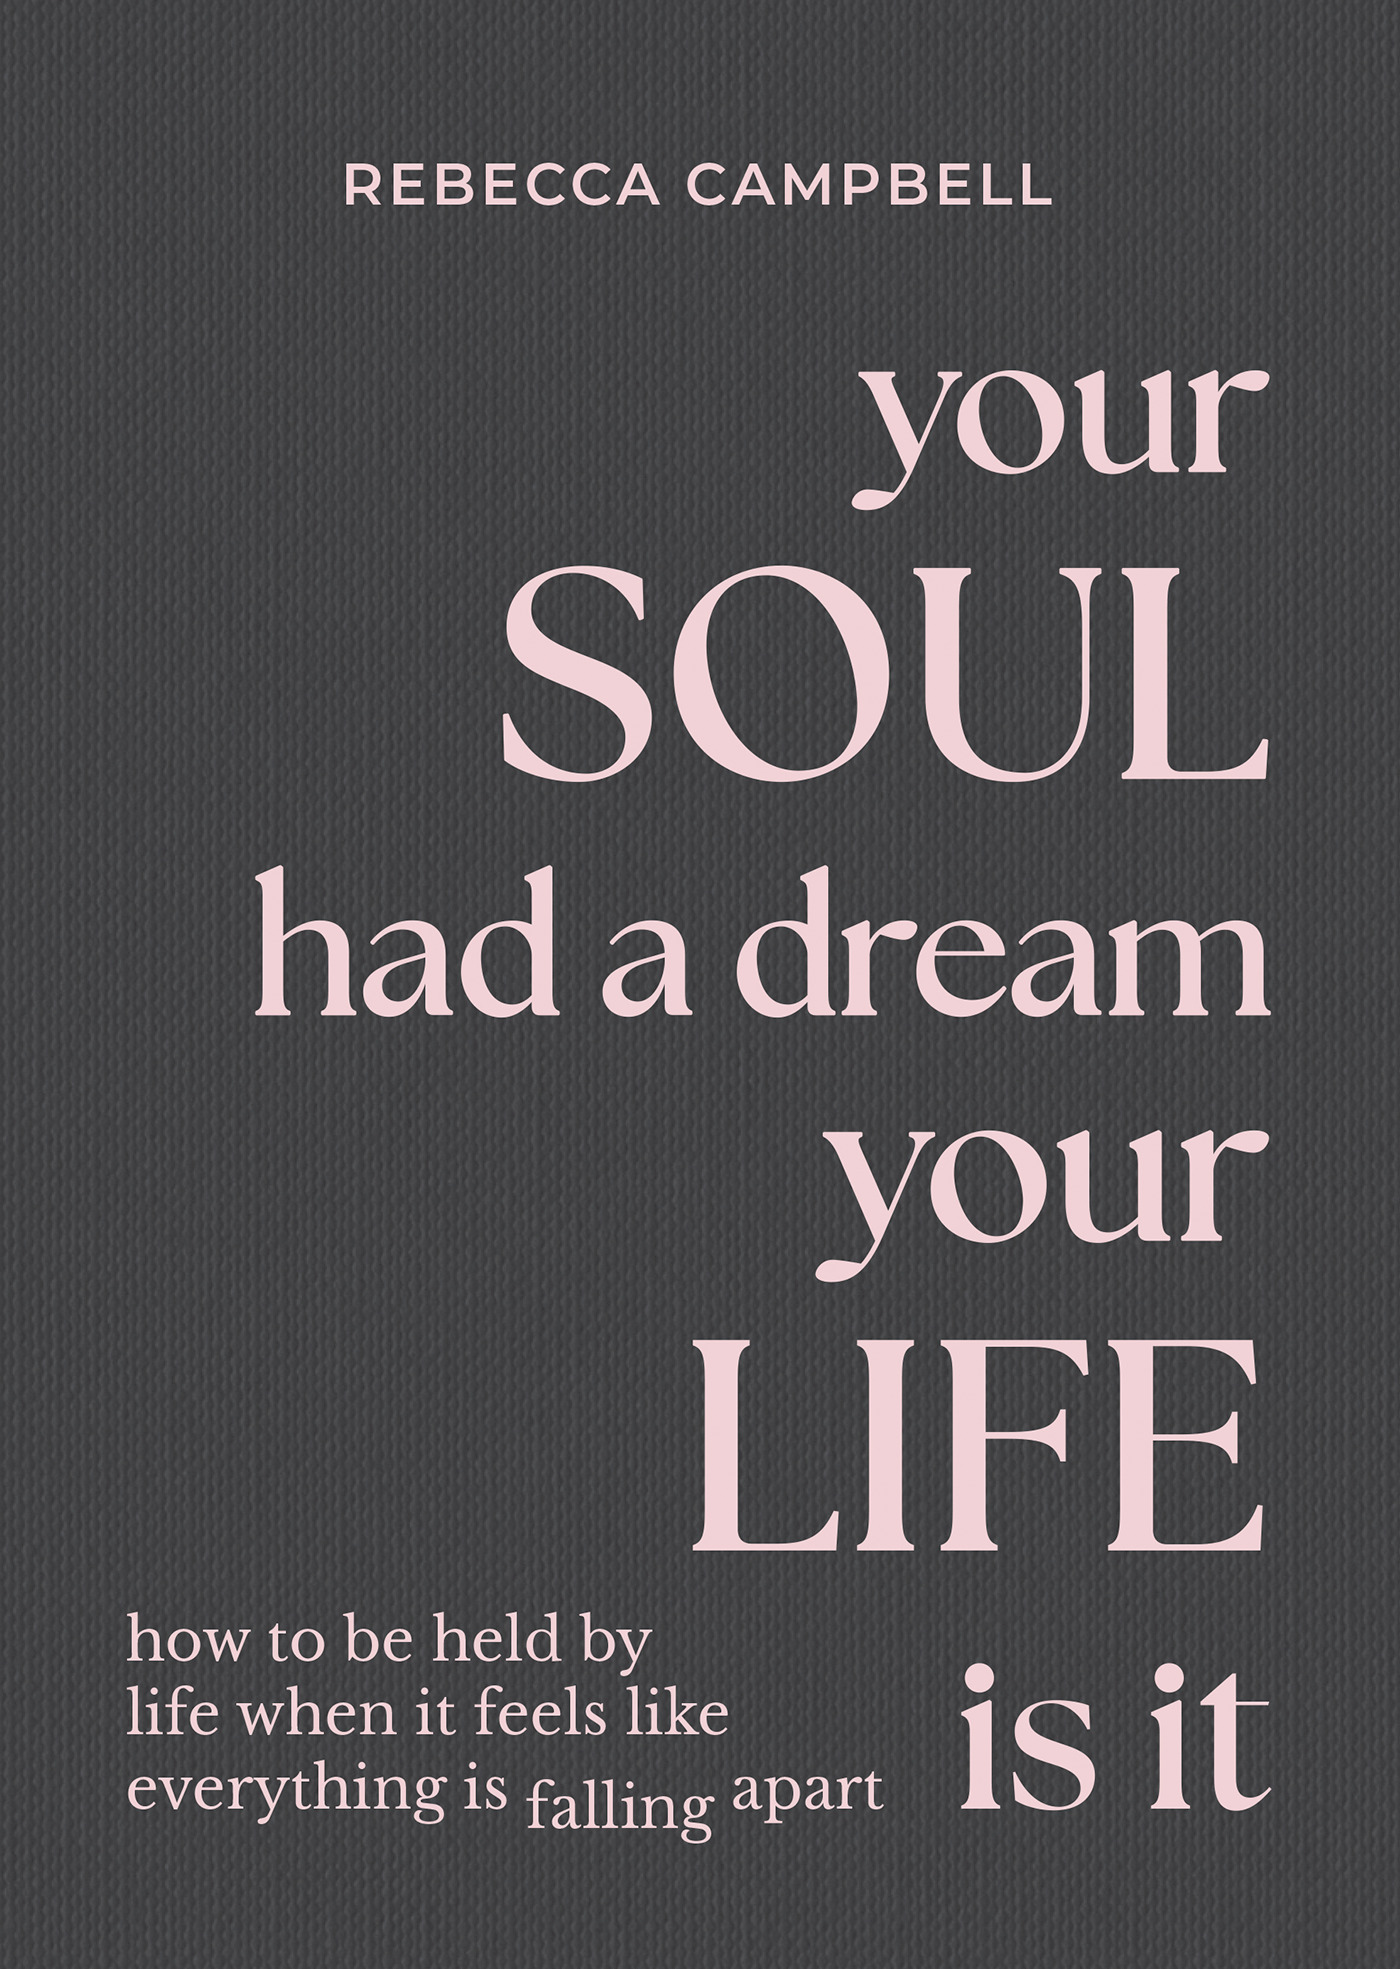 REBECCA CAMPBELL
your
SOUL
had a dream
your
LIFE
is it
how to be held by
life when it feels like
everything is falling apart